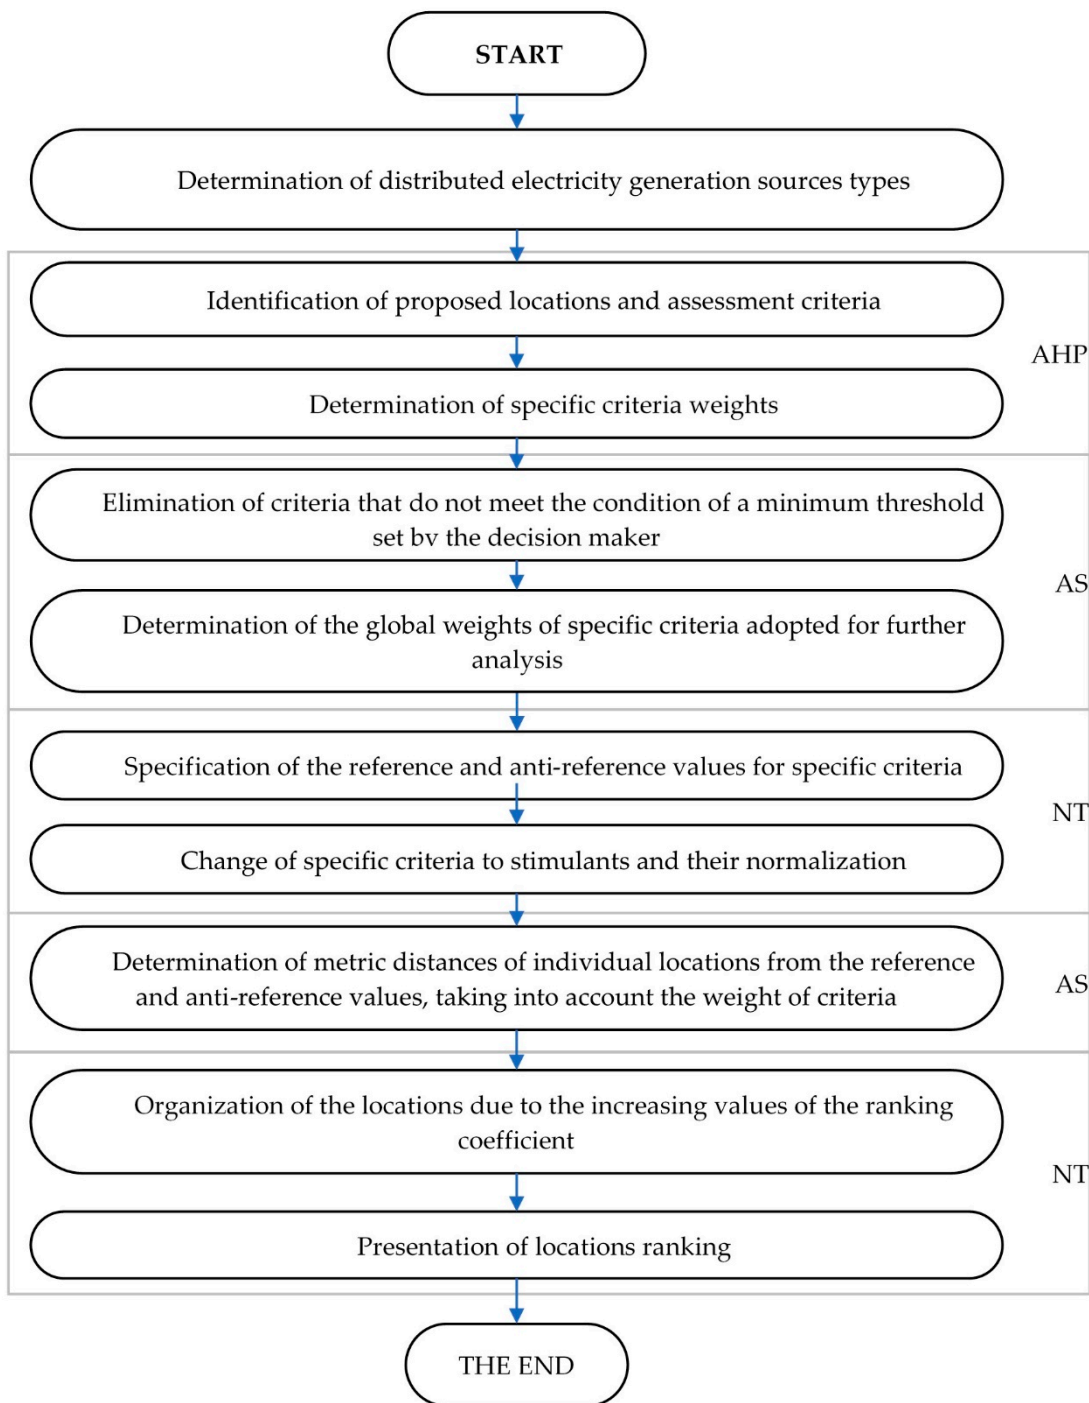 START
Determination of distributed electricity generation sources types
Identification of proposed locations and assessment criteria
AHP
Determination of specific criteria weights
Elimination of criteria that do not meet the condition of a minimum threshold
set by the decision maker
AS
Determination of the global weights of specific criteria adopted for further
analysis
Specification of the reference and anti-reference values for specific criteria
NT
Change of specific criteria to stimulants and their normalization
Determination of metric distances of individual locations from the reference
and anti-reference values, taking into account the weight of criteria
AS
Organization of the locations due to the increasing values of the ranking
coefficient
NT
Presentation of locations ranking
THE END